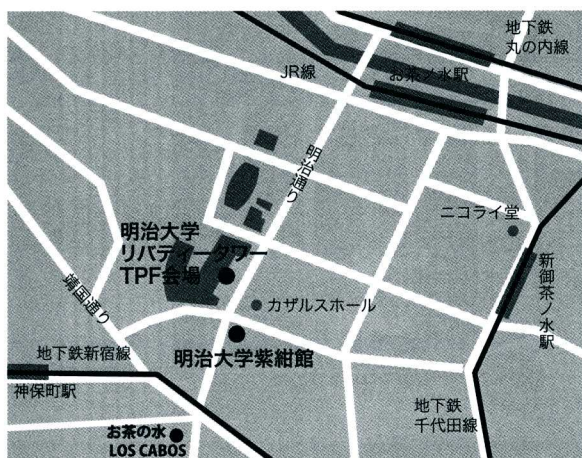 地下鉄
丸の内線
お茶ノ水駅
JR線
明治通り
ニコライ堂
明治大学
リバティータワー
TPF会場
新御茶ノ水駅
靖国通り
カザルスホール
明治大学紫紺館
地下鉄新宿線
神保町駅
地下鉄
千代田線
お茶の水
LOS CABOS